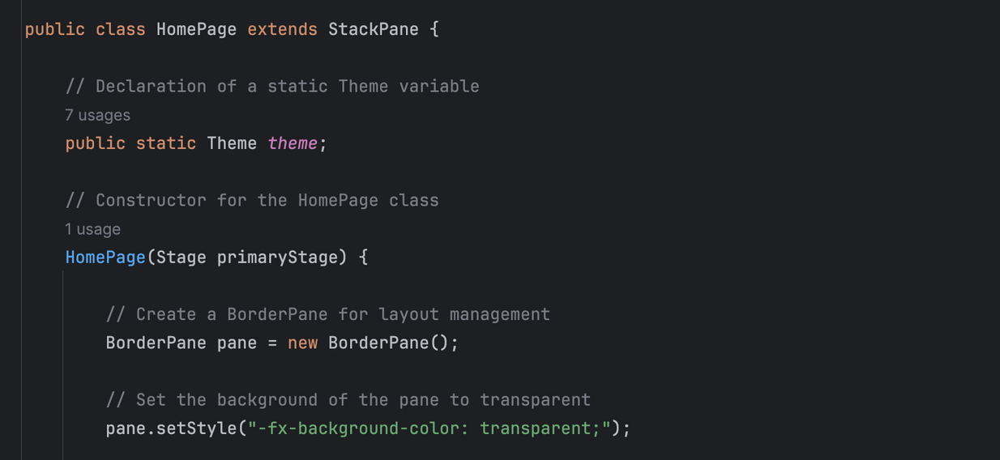 public class HomePage extends StackPane {
// Declaration of a static Theme variable
7 usages
public static Theme theme;
// Constructor for the HomePage class
1 usage
HomePage(Stage primaryStage) {
// Create a BorderPane for layout management
BorderPane pane = new BorderPane();
// Set the background of the pane to transparent
pane.setStyle("-fx-background-color: transparent;");